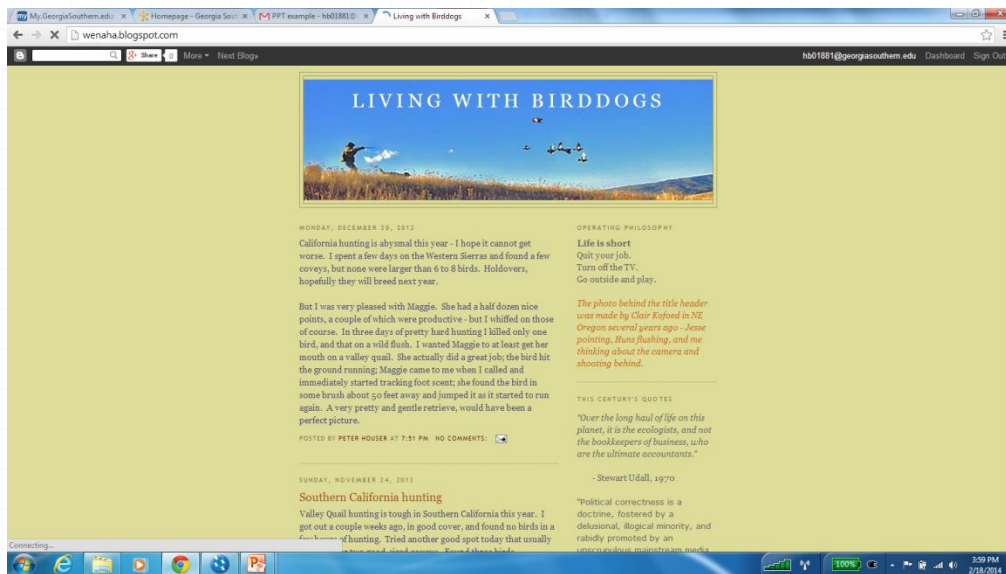 My.GeorgiaSouthern.edu:
Homepage - Georgia Sout
PPT example - hb01881@
Living with Birddogs
wenaha.blogspot.com
Share 0 More Next Blog»
hb01881@georgiasouthern.edu Dashboard Sign Out
LIVING WITH BIRDDOGS
MONDAY, DECEMBER 30, 2013
California hunting is abysmal this year - I hope it cannot get
worse. I spent a few days on the Western Sierras and found a few
coveys, but none were larger than 6 to 8 birds. Holdovers,
hopefully they will breed next year.
But I was very pleased with Maggie. She had a half dozen nice
points, a couple of which were productive - but I whiffed on those
of course. In three days of pretty hard hunting I killed only one
bird, and that on a wild flush. I wanted Maggie to at least get her
mouth on a valley quail. She actually did a great job; the bird hit
the ground running; Maggie came to me when I called and
immediately started tracking foot scent; she found the bird in
some brush about 50 feet away and jumped it as it started to run
again. A very pretty and gentle retrieve, would have been a
perfect picture.
POSTED BY PETER HOUSER AT 7:51 PM NO COMMENTS:
SUNDAY, NOVEMBER 24, 2013
Southern California hunting
Valley Quail hunting is tough in Southern California this year. I
got out a couple weeks ago, in good cover, and found no birds in a
few hours of hunting. Tried another good spot today that usually
two good-sized coveys. Found three birds
OPERATING PHILOSOPHY
Life is short
Quit your job.
Turn off the TV.
Go outside and play.
The photo behind the title header
was made by Clair Kofoed in NE
Oregon several years ago - Jesse
pointing, Huns flushing, and me
thinking about the camera and
shooting behind.
THIS CENTURY'S QUOTES
"Over the long haul of life on this
planet, it is the ecologists, and not
the bookkeepers of business, who
are the ultimate accountants."
- Stewart Udall, 1970
"Political correctness is a
doctrine, fostered by a
delusional, illogical minority, and
rabidly promoted by an
unscrupulous mainstream media
Connecting...
100%
3:59 PM
2/18/2014